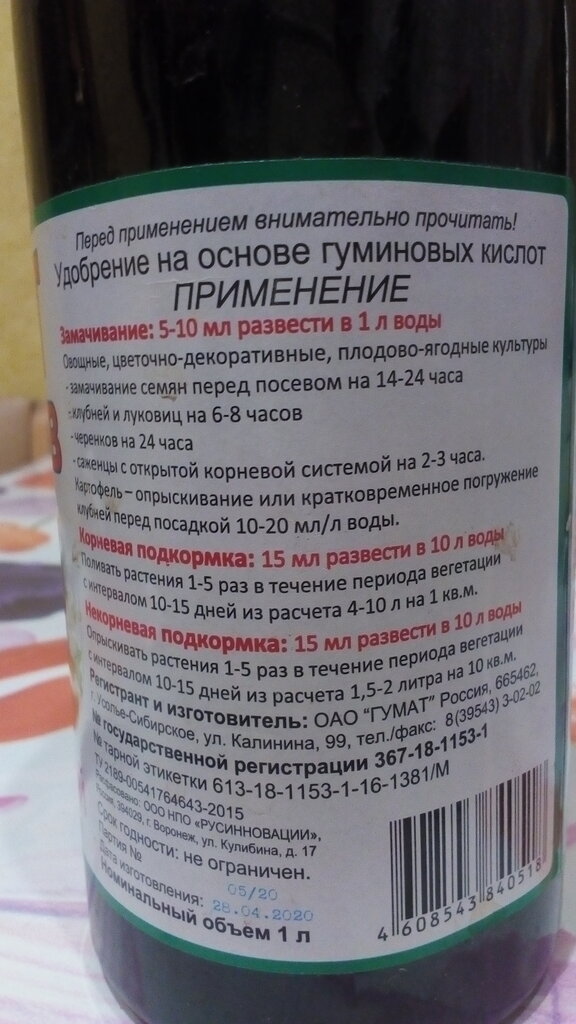 Перед применением внимательно прочитать!
Удобрение на основе гуминовых кислот
ПРИМЕНЕНИЕ
Замачивание: 5-10 мл развести в 1 л воды
Овощные, цветочно-декоративные, плодово-ягодные культуры
- замачивание семян перед посевом на 14-24 часа
- клубней и луковиц на 6-8 часов
- черенков на 24 часа
- саженцы с открытой корневой системой на 2-3 часа.
Картофель – опрыскивание или кратковременное погружение
клубней перед посадкой 10-20 мл/л воды.
Корневая подкормка: 15 мл развести в 10 л воды
Поливать растения 1-5 раз в течение периода вегетации
с интервалом 10-15 дней из расчета 4-10 л на 1 кв.м.
Некорневая подкормка: 15 мл развести в 10 л воды
Опрыскивать растения 1-5 раз в течение периода вегетации
с интервалом 10-15 дней из расчета 1,5-2 литра на 10 кв.м.
Регистрант и изготовитель: ОАО "ГУМАТ" Россия, 665462,
г. Усолье-Сибирское, ул. Калинина, 99, тел./факс: 8(39543) 3-02-02
№ государственной регистрации 367-18-1153-1
№ тарной этикетки 613-18-1153-1-16-1381/М
ТУ 2189-00541764643-2015
Расфасовано: ООО НПО «РУСИННОВАЦИИ»,
Россия, 394029, г. Воронеж, ул. Кулибина, д. 17
Срок годности: не ограничен.
Партия № 05/20
Дата изготовления: 28.04.2020
Номинальный объем 1 л
4 608543 840518